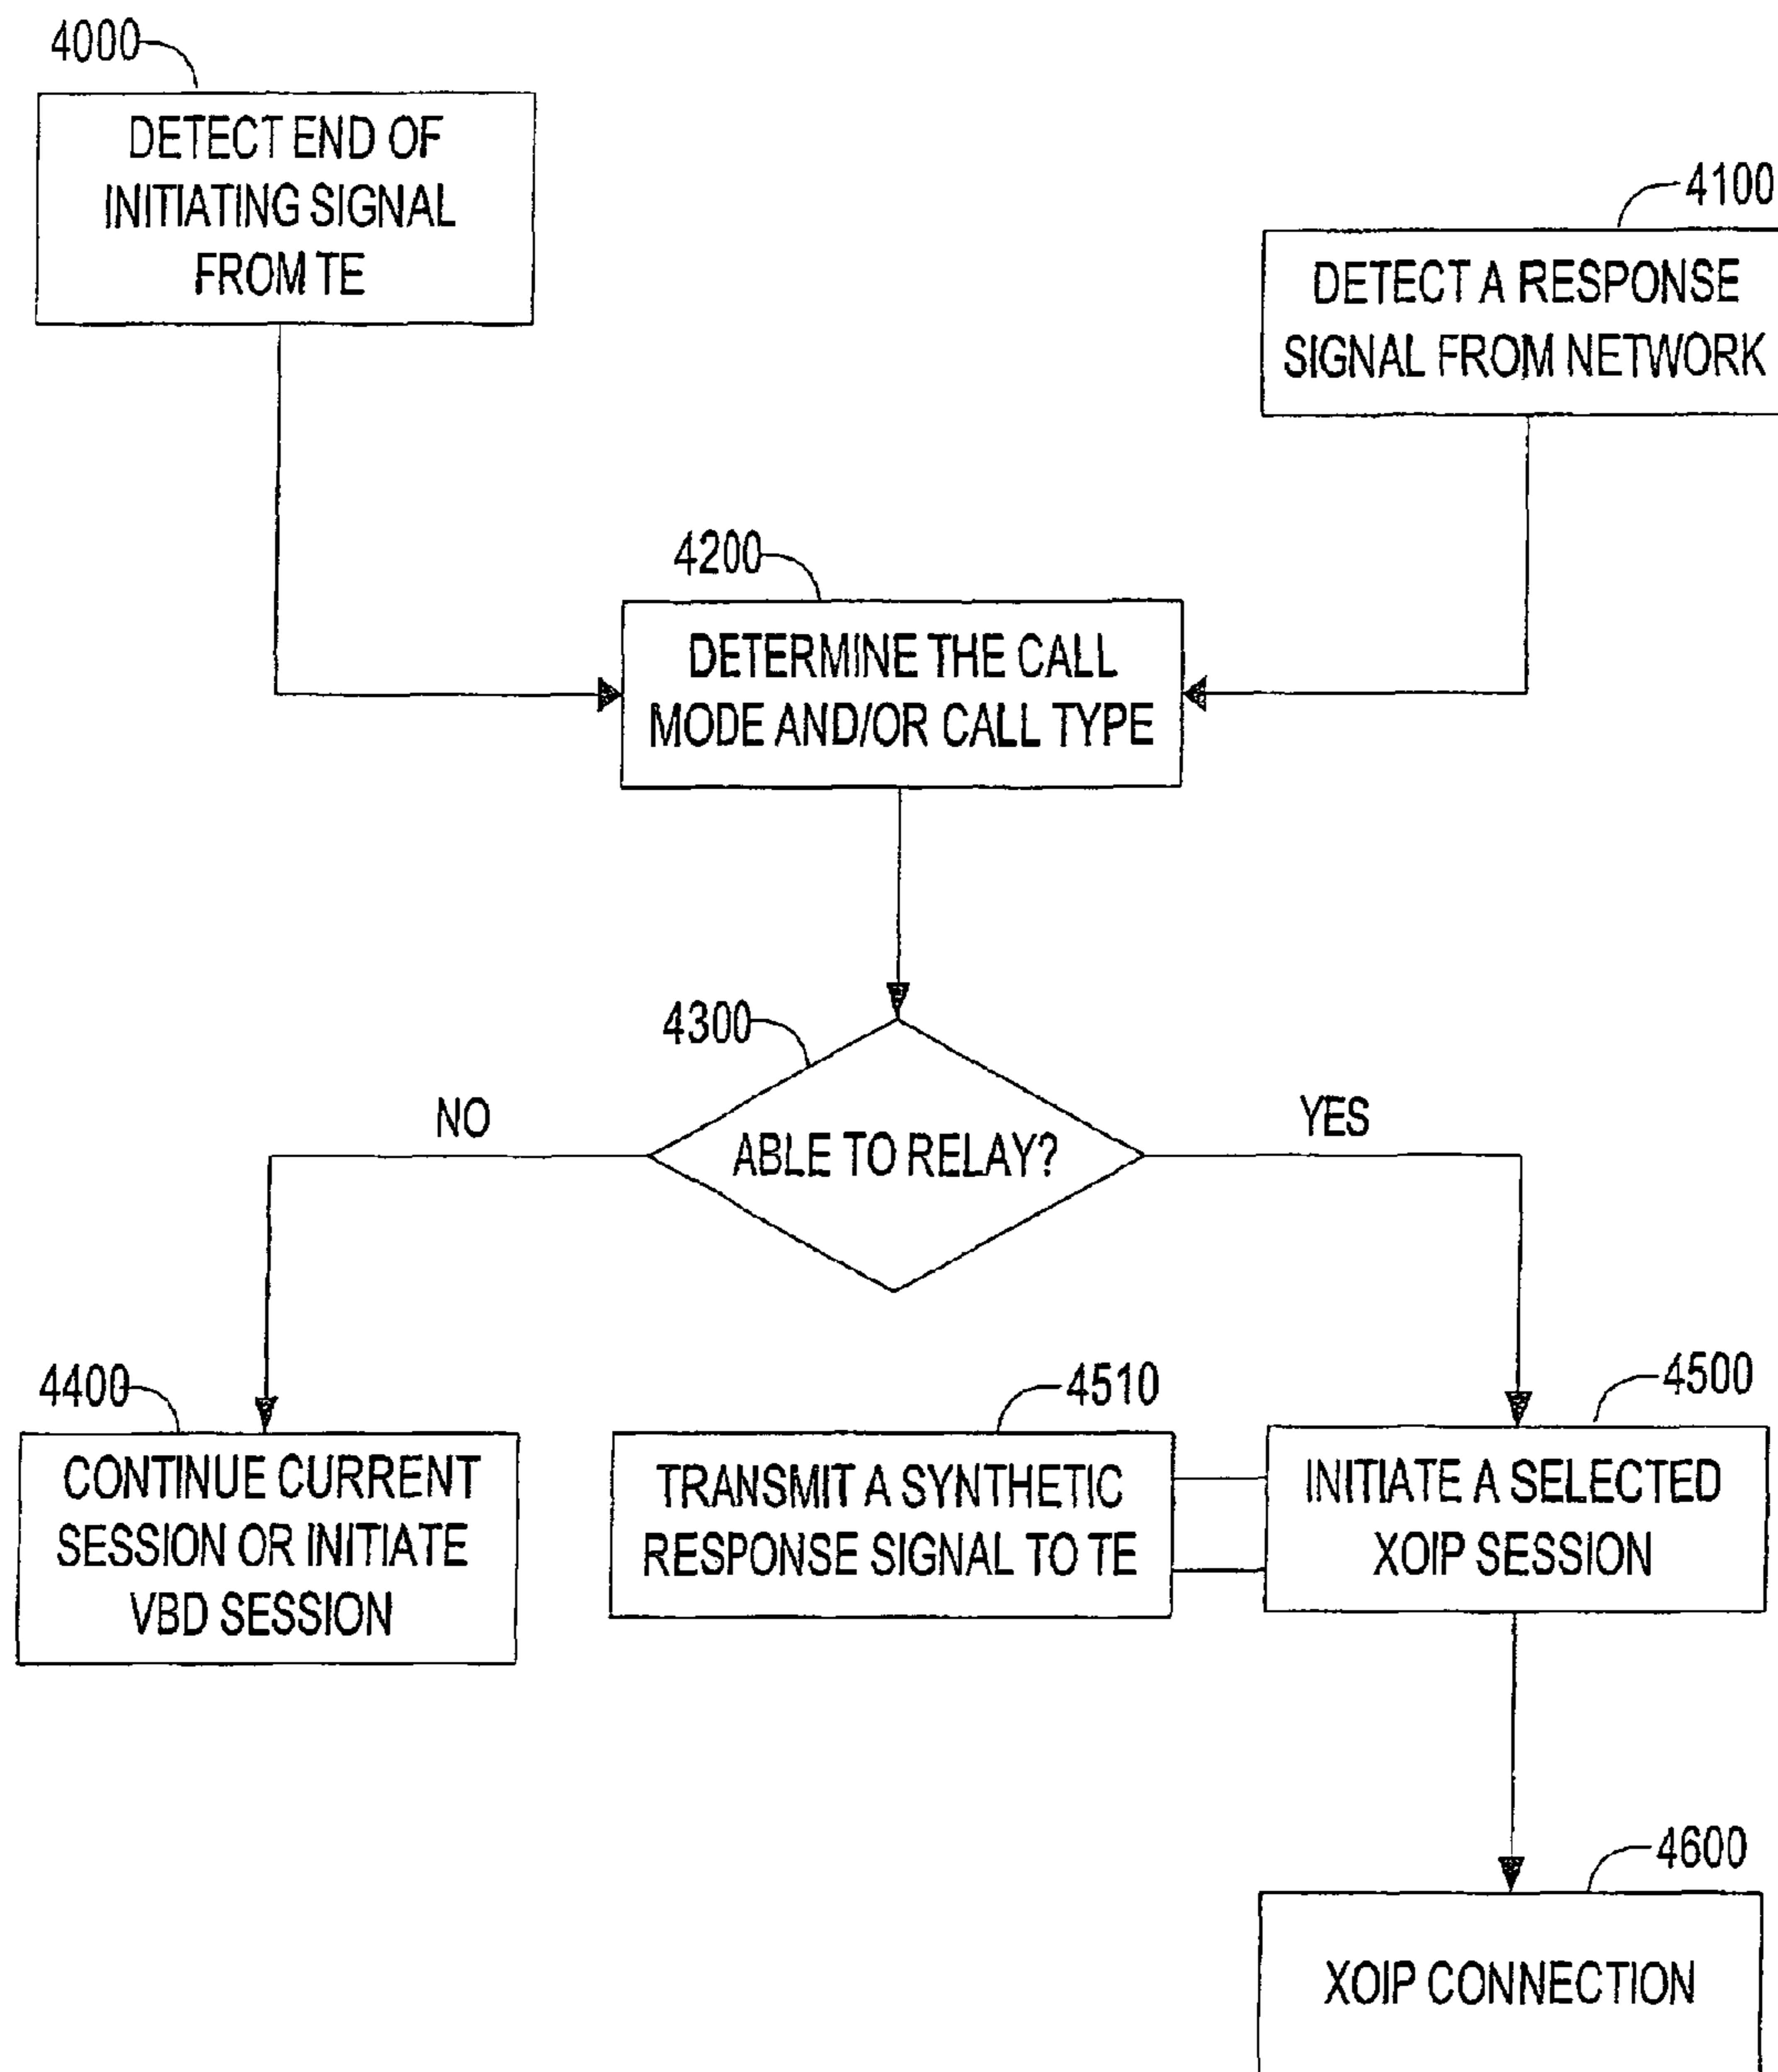 4000
DETECT END OF
INITIATING SIGNAL
FROM TE
4100
DETECT A RESPONSE
SIGNAL FROM NETWORK
4200
DETERMINE THE CALL
MODE AND/OR CALL TYPE
4300
NO
ABLE TO RELAY?
YES
4400
CONTINUE CURRENT
SESSION OR INITIATE
VBD SESSION
4510
TRANSMIT A SYNTHETIC
RESPONSE SIGNAL TO TE
4500
INITIATE A SELECTED
XOIP SESSION
4600
XOIP CONNECTION